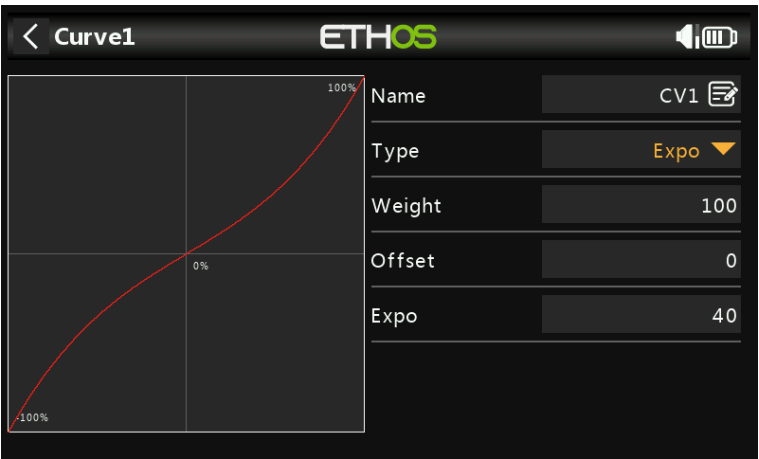 Curve1
ETHOS
100%
0%
-100%
Name CV1
Type Expo
Weight 100
Offset 0
Expo 40